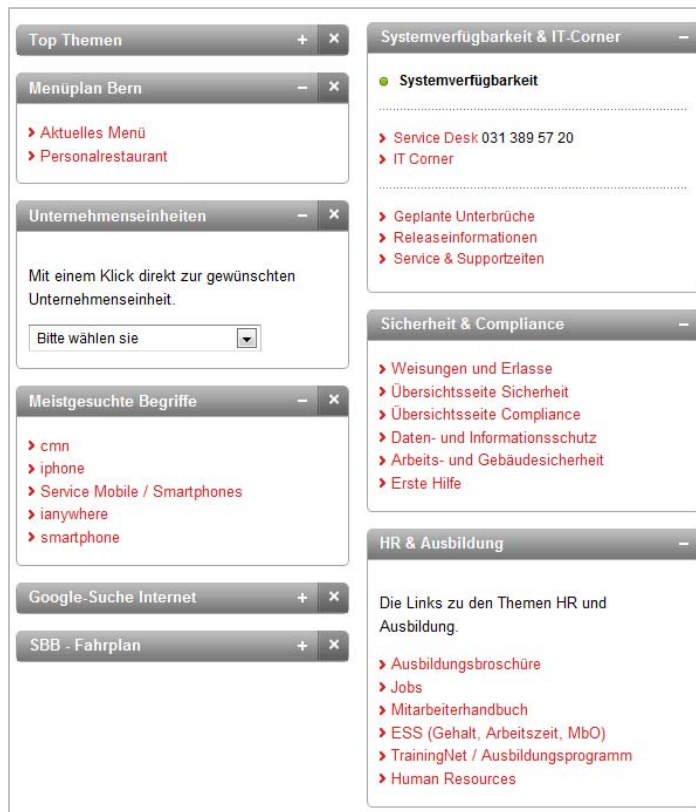 Top Themen
Menüplan Bern
Aktuelles Menü
Personalrestaurant
Unternehmenseinheiten
Mit einem Klick direkt zur gewünschten
Unternehmenseinheit.
Bitte wählen sie
Meistgesuchte Begriffe
cmn
iphone
Service Mobile / Smartphones
ianywhere
smartphone
Google-Suche Internet
SBB - Fahrplan
Systemverfügbarkeit & IT-Corner
Systemverfügbarkeit
Service Desk 031 389 57 20
IT Corner
Geplante Unterbrüche
Releaseinformationen
Service & Supportzeiten
Sicherheit & Compliance
Weisungen und Erlasse
Übersichtsseite Sicherheit
Übersichtsseite Compliance
Daten- und Informationsschutz
Arbeits- und Gebäudesicherheit
Erste Hilfe
HR & Ausbildung
Die Links zu den Themen HR und
Ausbildung.
Ausbildungsbroschüre
Jobs
Mitarbeiterhandbuch
ESS (Gehalt, Arbeitszeit, MbO)
TrainingNet / Ausbildungsprogramm
Human Resources